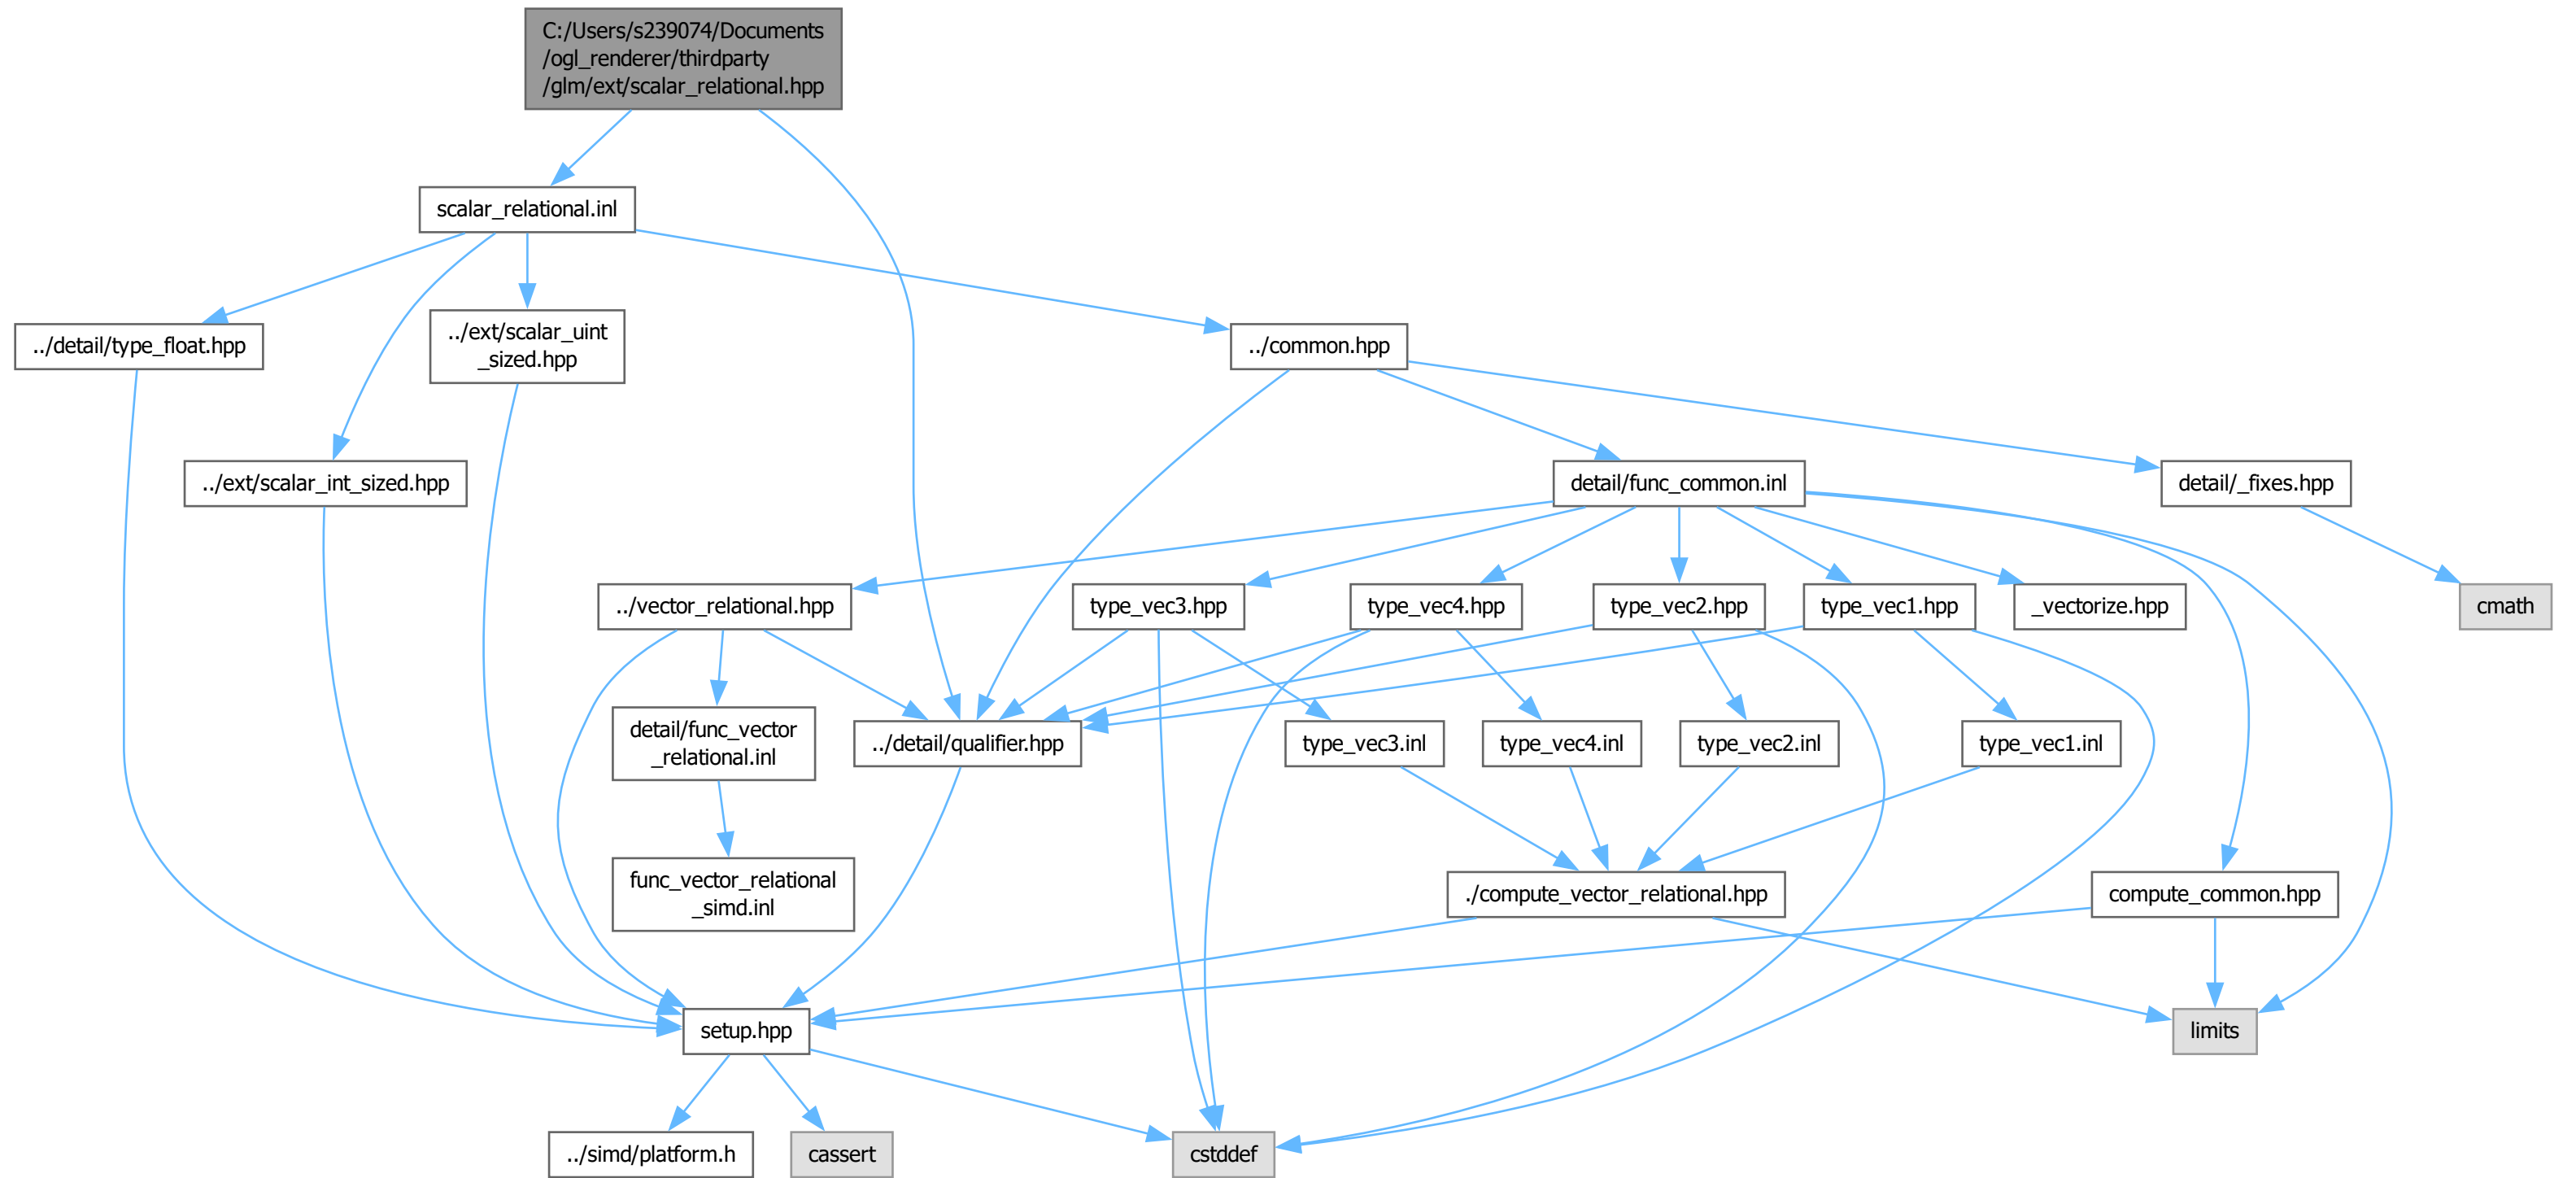 C:/Users/s239074/Documents
/ogl_renderer/thirdparty
/glm/ext/scalar_relational.hpp
scalar_relational.inl
../detail/type_float.hpp
../ext/scalar_uint
_sized.hpp
../common.hpp
../ext/scalar_int_sized.hpp
detail/func_common.inl
detail/_fixes.hpp
../vector_relational.hpp
type_vec3.hpp
type_vec4.hpp
type_vec2.hpp
type_vec1.hpp
_vectorize.hpp
cmath
detail/func_vector
_relational.inl
../detail/qualifier.hpp
type_vec3.inl
type_vec4.inl
type_vec2.inl
type_vec1.inl
func_vector_relational
_simd.inl
./compute_vector_relational.hpp
compute_common.hpp
setup.hpp
limits
../simd/platform.h
cassert
cstddef